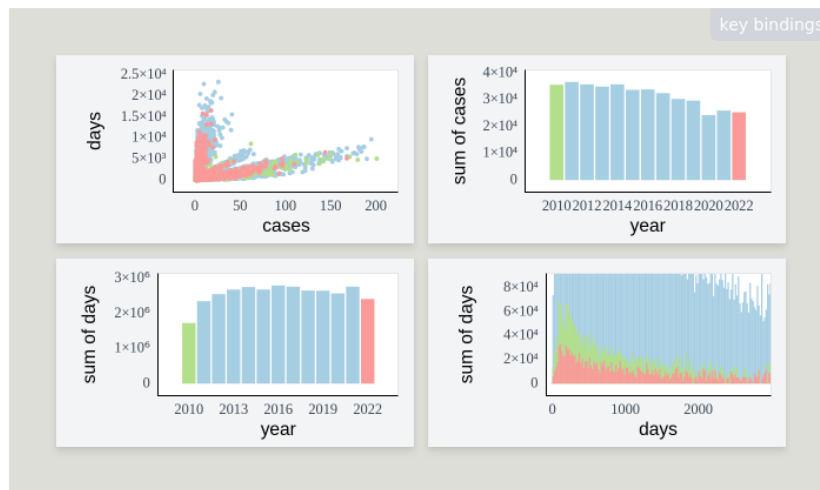 key bindings
2.5×10⁴
2×10⁴
1.5×10⁴
1×10⁴
5×10³
0
days
0 50 100 150 200
cases
4×10⁴
3×10⁴
2×10⁴
1×10⁴
0
sum of cases
2010 2012 2014 2016 2018 2020 2022
year
3×10⁶
2×10⁶
1×10⁶
0
sum of days
2010 2013 2016 2019 2022
year
8×10⁴
6×10⁴
4×10⁴
2×10⁴
0
sum of days
0 1000 2000
days